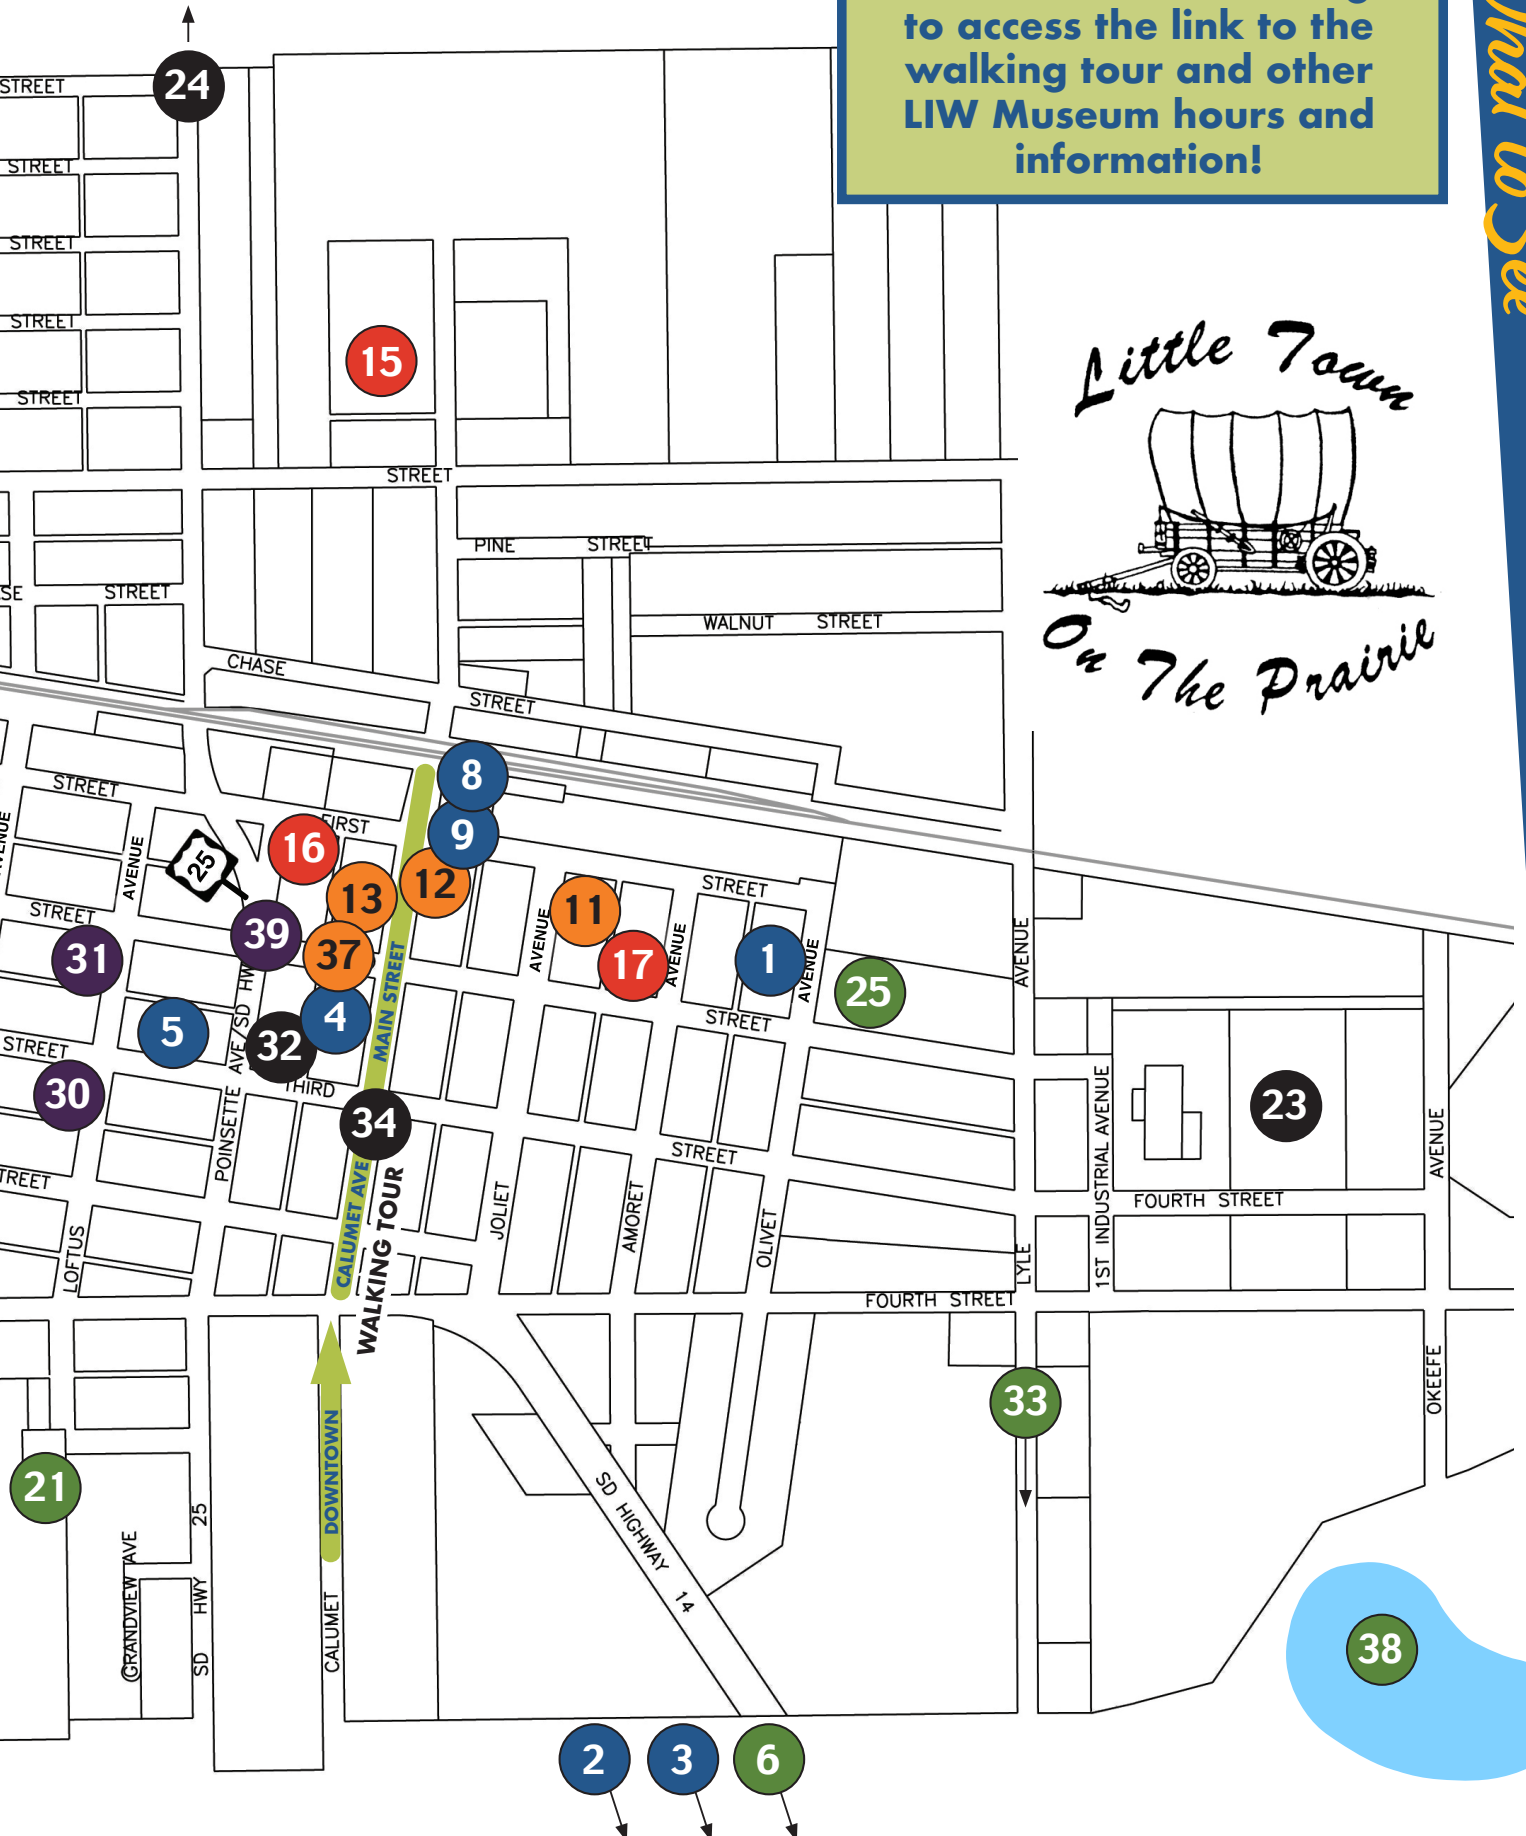 to access the link to the
walking tour and other
LIW Museum hours and
information!
What to See
Little Town
On The Prairie
24
STREET
STREET
STREET
STREET
STREET
15
STREET
PINE STREET
STREET
WALNUT STREET
CHASE
STREET
8
STREET
FIRST
9
16
25
AVENUE
13
12
11
STREET
STREET
39
37
AVENUE
17
AVENUE
1
AVENUE
25
AVENUE
31
MAIN STREET
5
4
32
STREET
STREET
POINSETTE AVE/SD HWY
THIRD
30
34
23
1ST INDUSTRIAL AVENUE
AVENUE
STREET
CALUMET AVE
WALKING TOUR
JOLIET
AMORET
OLIVET
LYLE
FOURTH STREET
LOFTUS
FOURTH STREET
OKEEFE
33
21
DOWNTOWN
SD HIGHWAY 14
GRANDVIEW AVE
SD HWY 25
CALUMET
38
2
3
6